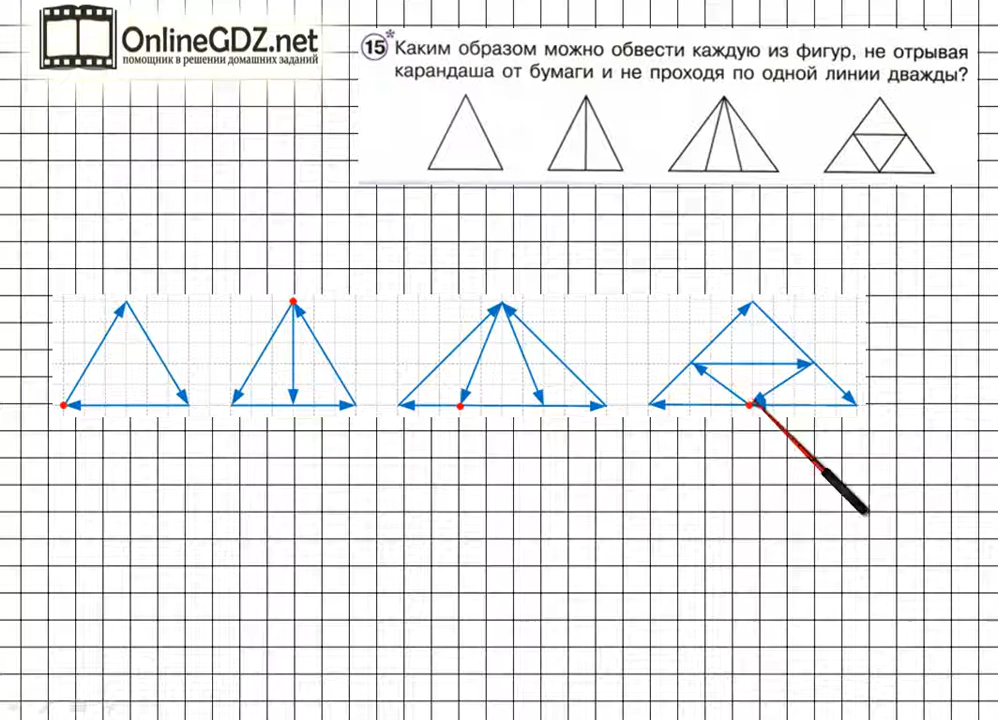 OnlineGDZ.net
помощник в решении домашних заданий
15* Каким образом можно обвести каждую из фигур, не отрывая
карандаша от бумаги и не проходя по одной линии дважды?